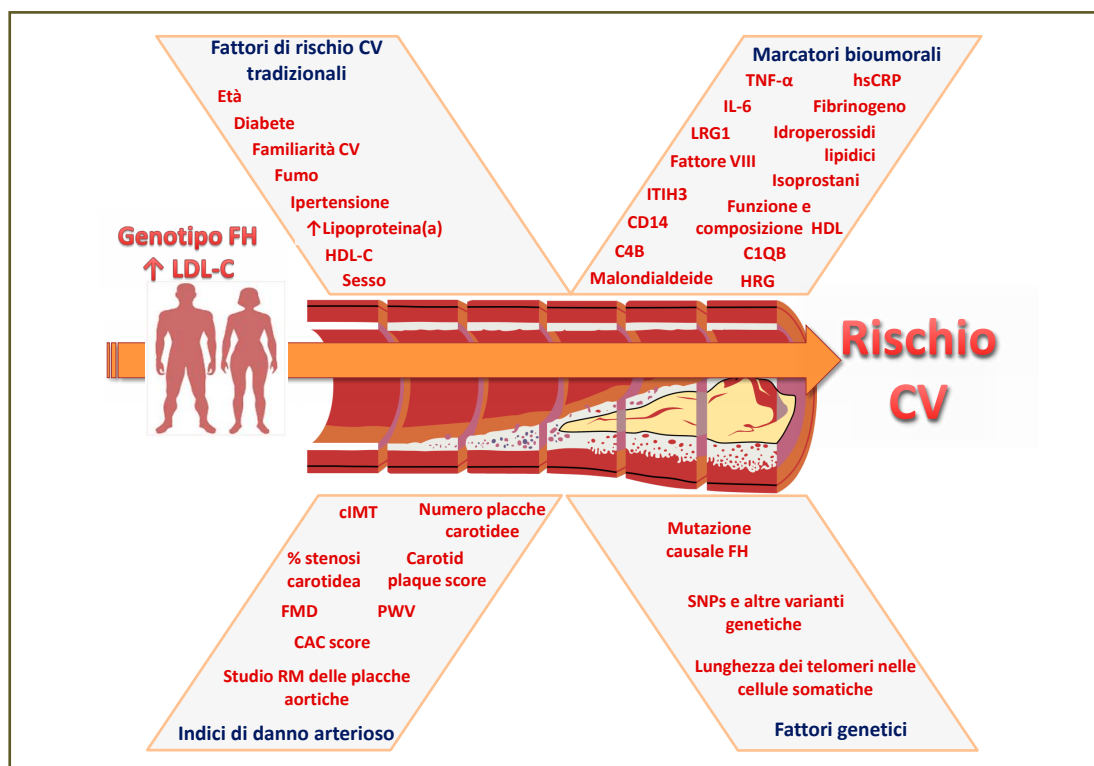 Fattori di rischio CV
tradizionali
Età
Diabete
Familiarità CV
Fumo
Ipertensione
↑Lipoproteina(a)
HDL-C
Sesso
Marcatori bioumorali
TNF-α hsCRP
IL-6 Fibrinogeno
LRG1 Idroperossidi
lipidici
Fattore VIII
Isoprostani
ITIH3
Funzione e
composizione HDL
CD14
C4B C1QB
Malondialdeide HRG
Genotipo FH
↑ LDL-C
Rischio
CV
cIMT Numero placche
carotidee
% stenosi
carotidea
Carotid
plaque score
FMD PWV
CAC score
Studio RM delle placche
aortiche
Indici di danno arterioso
Mutazione
causale FH
SNPs e altre varianti
genetiche
Lunghezza dei telomeri nelle
cellule somatiche
Fattori genetici